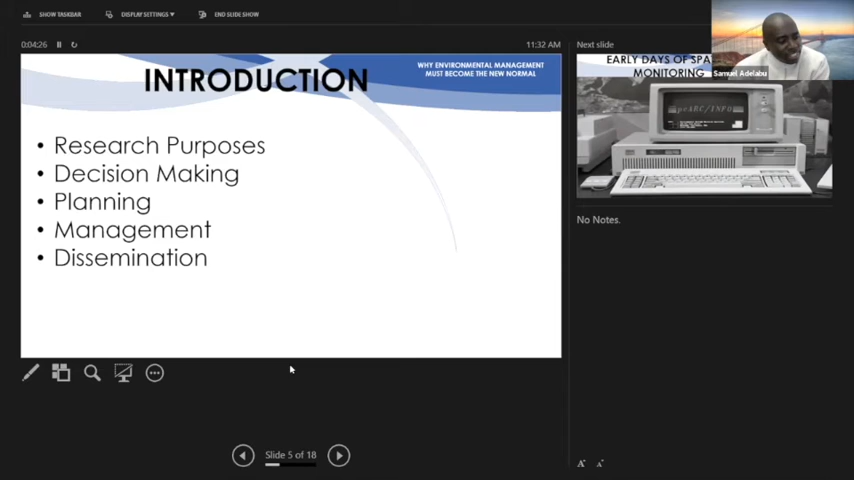 SHOW TASKBAR
DISPLAY SETTINGS
END SLIDE SHOW
0:04:26
11:32 AM
Next slide
INTRODUCTION
WHY ENVIRONMENTAL MANAGEMENT
MUST BECOME THE NEW NORMAL
• Research Purposes
• Decision Making
• Planning
• Management
• Dissemination
EARLY DAYS OF
MONITORING
Samuel Adelabu
pcARC/INFO
No Notes.
Slide 5 of 18
A
A